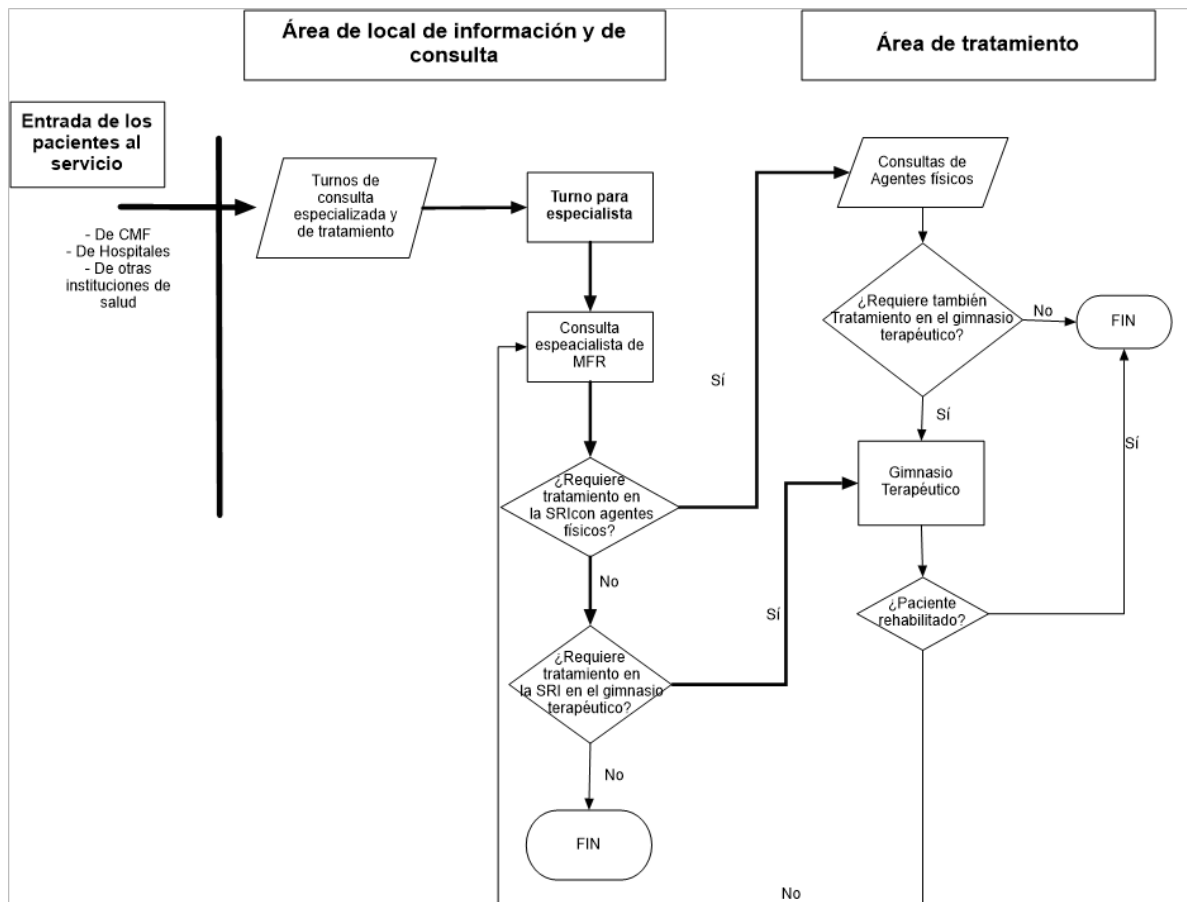 Área de local de información y de
consulta
Área de tratamiento
Entrada de los
pacientes al
servicio
- De CMF
- De Hospitales
- De otras
instituciones de
salud
Turnos de
consulta
especializada y
de tratamiento
Turno para
especialista
Consulta
espeacialista de
MFR
¿Requiere
tratamiento en
la SRIcon agentes
físicos?
Sí
No
¿Requiere
tratamiento en
la SRI en el gimnasio
terapéutico?
Sí
No
FIN
Consultas de
Agentes físicos
¿Requiere también
Tratamiento en el gimnasio
terapéutico?
No
FIN
Sí
Gimnasio
Terapéutico
¿Paciente
rehabilitado?
Sí
No